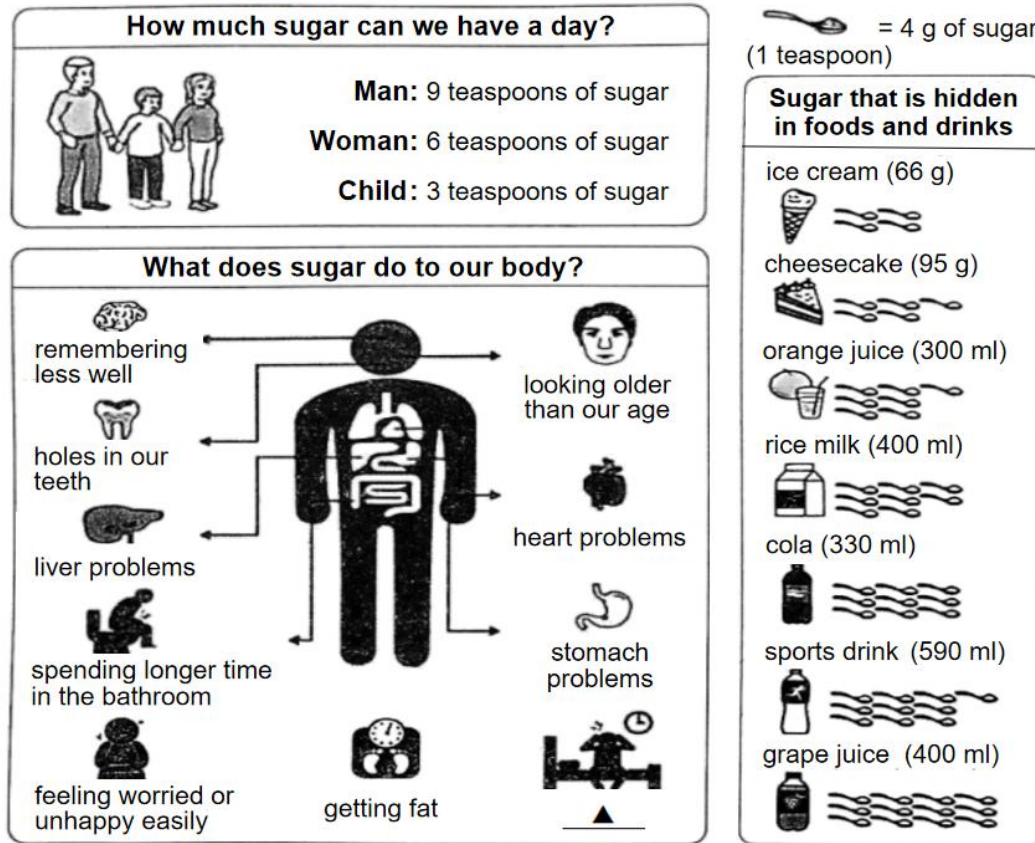 How much sugar can we have a day?
Man: 9 teaspoons of sugar
Woman: 6 teaspoons of sugar
Child: 3 teaspoons of sugar
What does sugar do to our body?
remembering
less well
holes in our
teeth
liver problems
spending longer time
in the bathroom
feeling worried or
unhappy easily
getting fat
looking older
than our age
heart problems
stomach
problems
▲
= 4 g of sugar
(1 teaspoon)
Sugar that is hidden
in foods and drinks
ice cream (66 g)
cheesecake (95 g)
orange juice (300 ml)
rice milk (400 ml)
cola (330 ml)
sports drink (590 ml)
grape juice (400 ml)